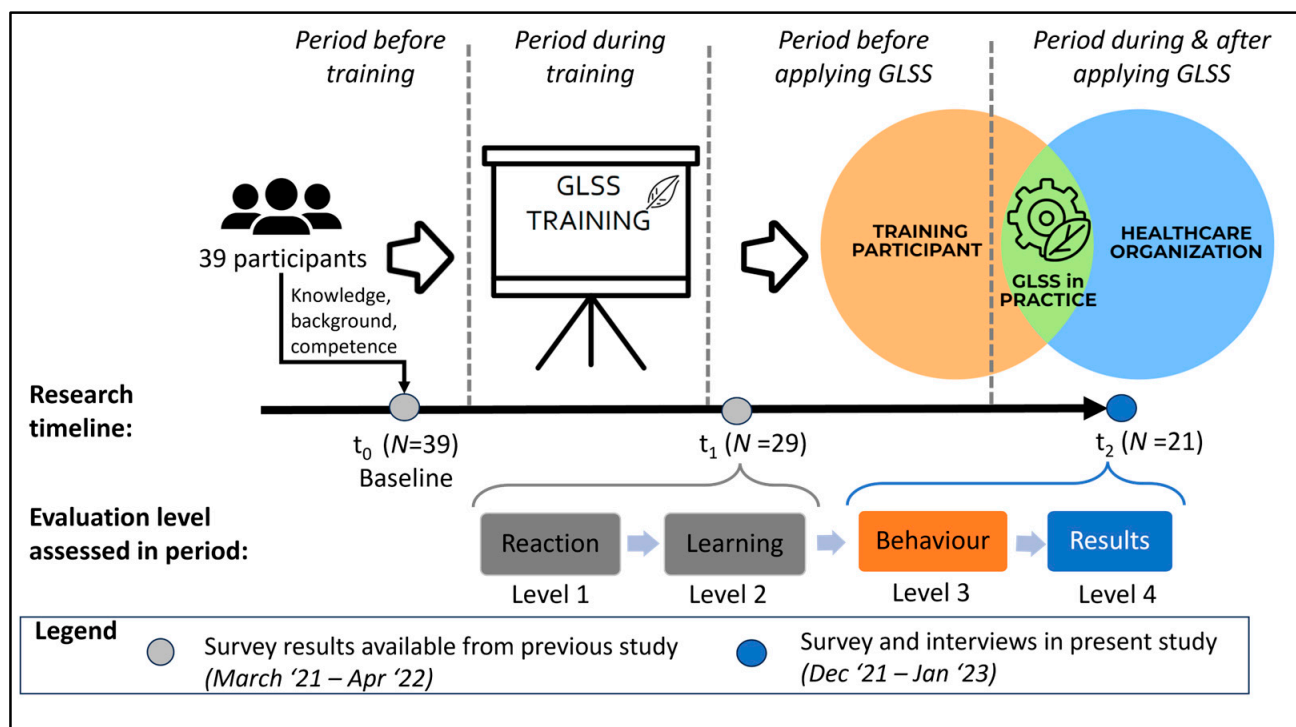 Period before
training
Period during
training
Period before
applying GLSS
Period during & after
applying GLSS
39 participants
Knowledge,
background,
competence
GLSS
TRAINING
TRAINING
PARTICIPANT
GLSS in
PRACTICE
HEALTHCARE
ORGANIZATION
Research
timeline:
t₀ (N=39)
Baseline
t₁ (N =29)
t₂ (N =21)
Evaluation level
assessed in period:
Reaction
Learning
Behaviour
Results
Level 1
Level 2
Level 3
Level 4
Legend
Survey results available from previous study
(March ‘21 – Apr ‘22)
Survey and interviews in present study
(Dec ‘21 – Jan ‘23)